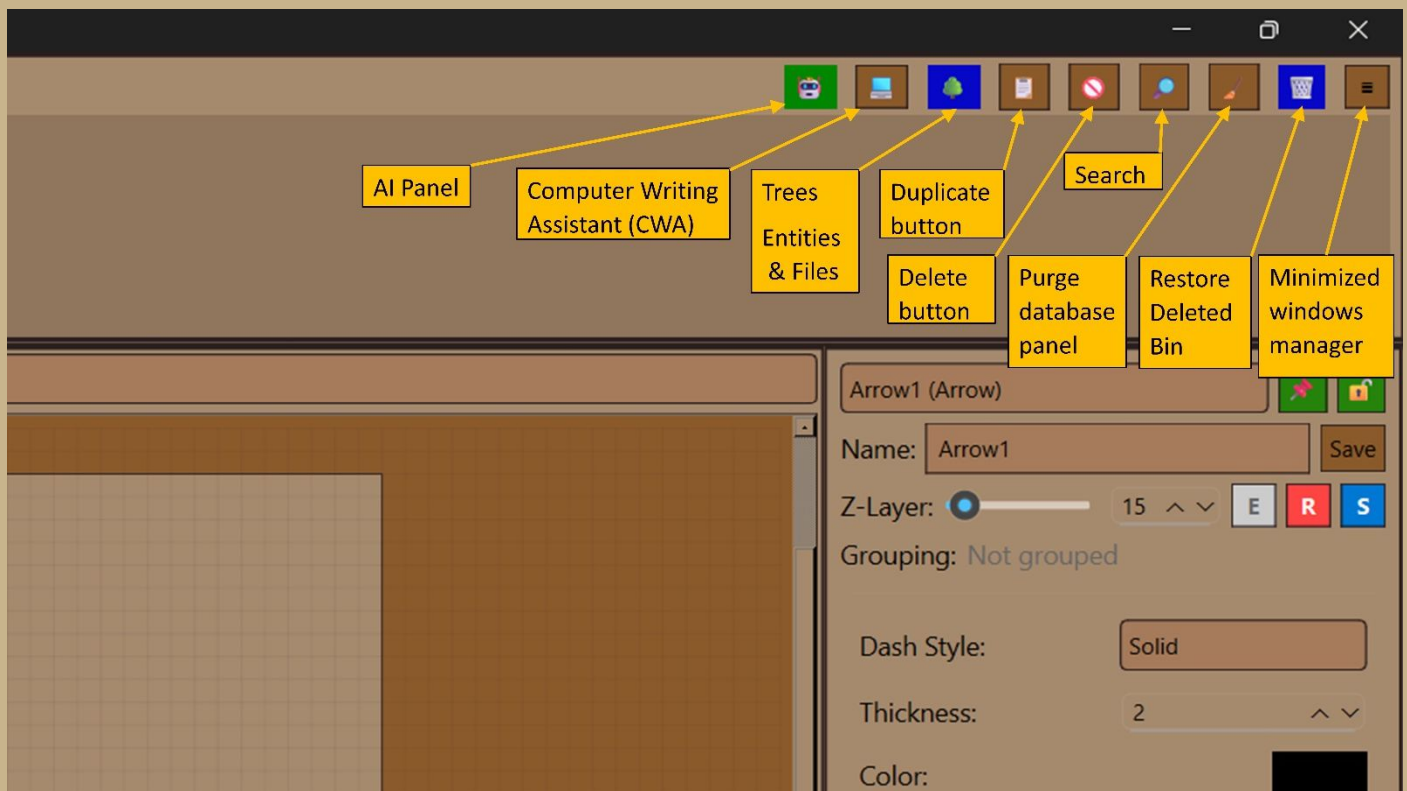 AI Panel
Computer Writing
Assistant (CWA)
Trees
Entities
& Files
Duplicate
button
Delete
button
Search
Purge
database
panel
Restore
Deleted
Bin
Minimized
windows
manager
Arrow1 (Arrow)
Name: Arrow1 Save
Z-Layer: 15 E R S
Grouping: Not grouped
Dash Style: Solid
Thickness: 2
Color: